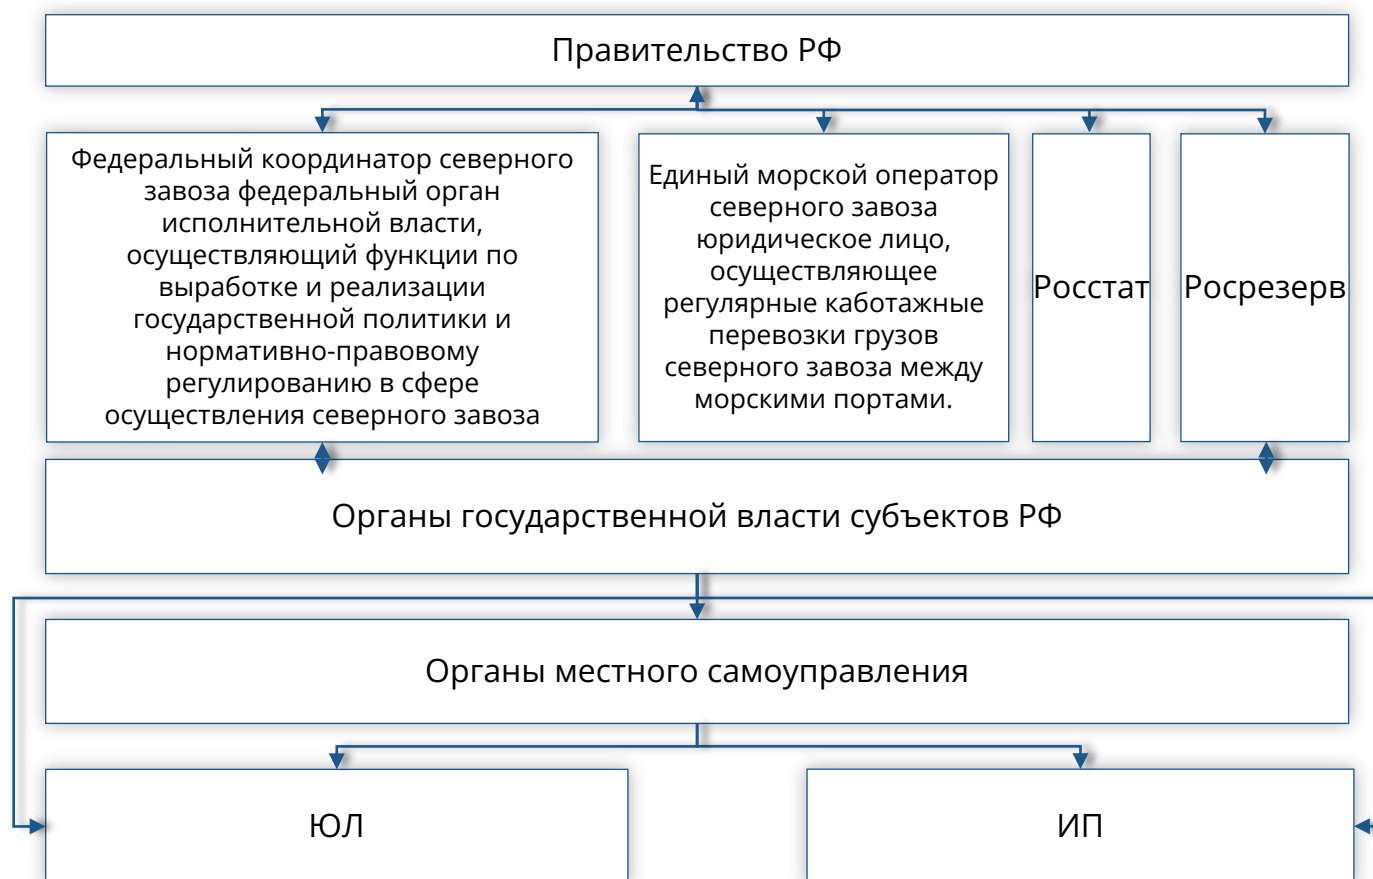 Правительство РФ
Федеральный координатор северного
завоза федеральный орган
исполнительной власти,
осуществляющий функции по
выработке и реализации
государственной политики и
нормативно-правовому
регулированию в сфере
осуществления северного завоза
Единый морской оператор
северного завоза
юридическое лицо,
осуществляющее
регулярные каботажные
перевозки грузов
северного завоза между
морскими портами.
Росстат
Росрезерв
Органы государственной власти субъектов РФ
Органы местного самоуправления
ЮЛ
ИП